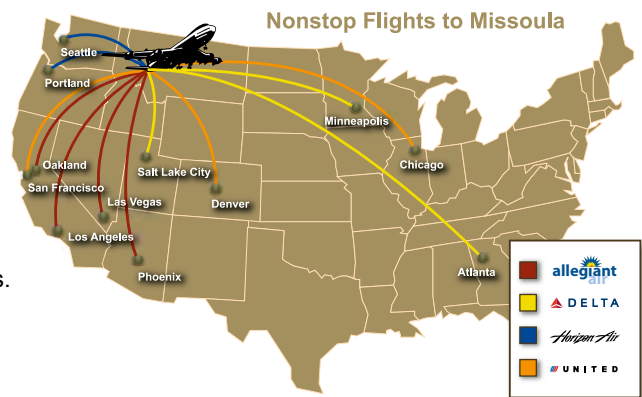 Nonstop Flights to Missoula
Seattle
Portland
Minneapolis
Chicago
Oakland
San Francisco
Salt Lake City
Las Vegas
Denver
Los Angeles
Phoenix
Atlanta
s.
allegiant
air
DELTA
Horizon Air
UNITED